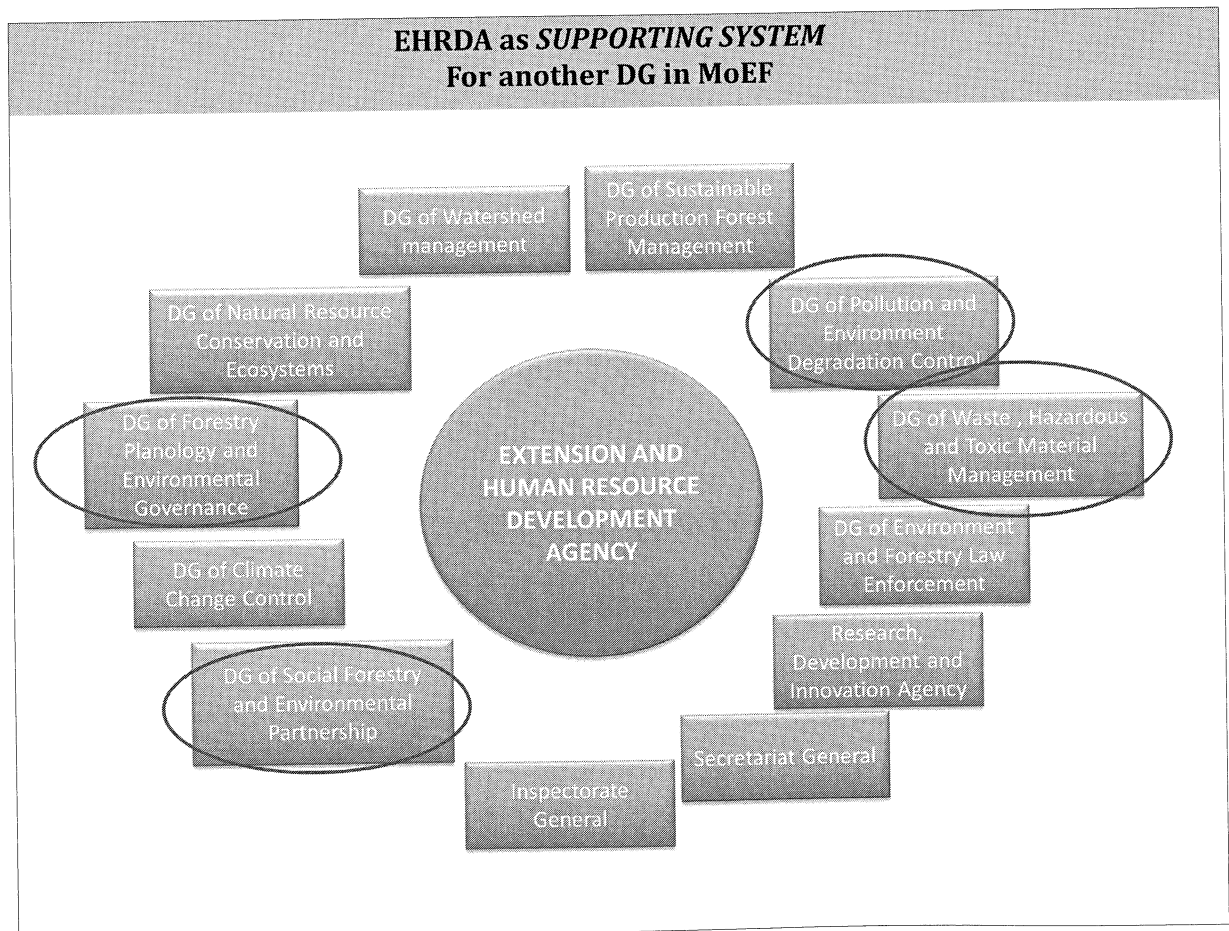 EHRDA as SUPPORTING SYSTEM
For another DG in MoEF
DG of Watershed
management
DG of Sustainable
Production Forest
Management
DG of Natural Resource
Conservation and
Ecosystems
DG of Pollution and
Environment
Degradation Control
DG of Forestry
Planology and
Environmental
Governance
DG of Waste , Hazardous
and Toxic Material
Management
EXTENSION AND
HUMAN RESOURCE
DEVELOPMENT
AGENCY
DG of Environment
and Forestry Law
Enforcement
DG of Climate
Change Control
Research,
Development and
Innovation Agency
DG of Social Forestry
and Environmental
Partnership
Secretariat General
Inspectorate
General